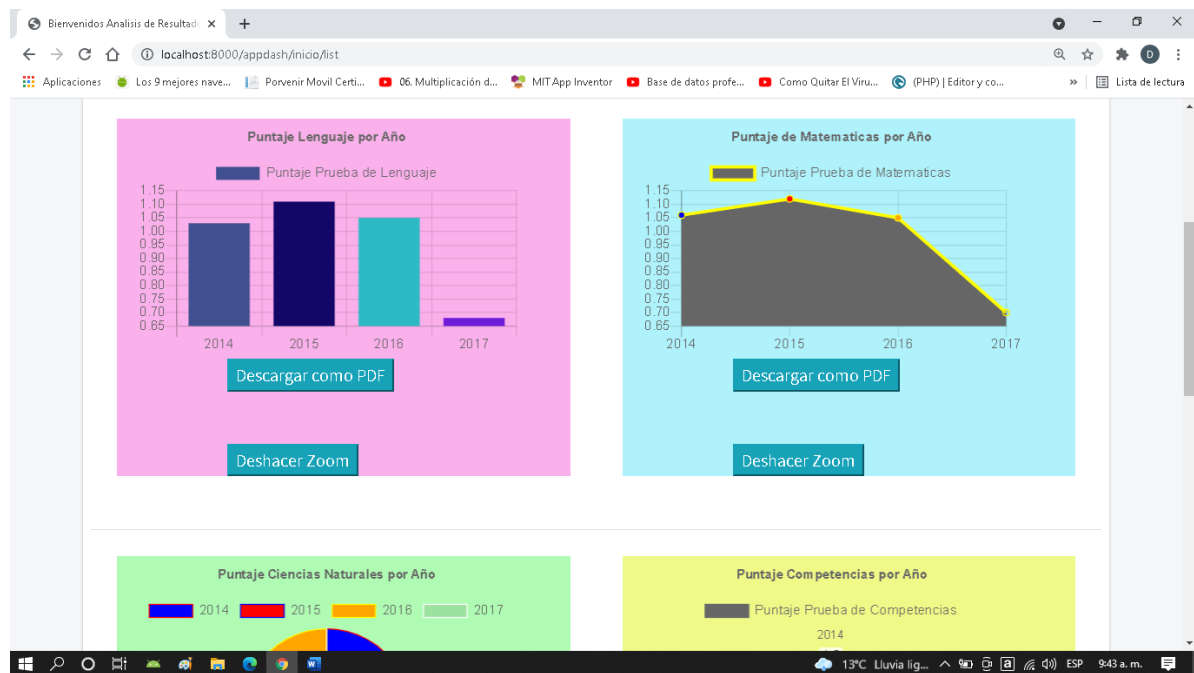 Bienvenidos Analisis de Resultad
localhost:8000/appdash/inicio/list
D
Aplicaciones Los 9 mejores nave... Porvenir Movil Certi... 06. Multiplicación d... MIT App Inventor Base de datos profe... Como Quitar El Viru... (PHP) | Editor y co... » Lista de lectura
Puntaje Lenguaje por Año
Puntaje Prueba de Lenguaje
1.15
1.10
1.05
1.00
0.95
0.90
0.85
0.80
0.75
0.70
0.65
2014 2015 2016 2017
Descargar como PDF
Deshacer Zoom
Puntaje de Matematicas por Año
Puntaje Prueba de Matematicas
1.15
1.10
1.05
1.00
0.95
0.90
0.85
0.80
0.75
0.70
0.65
2014 2015 2016 2017
Descargar como PDF
Deshacer Zoom
Puntaje Ciencias Naturales por Año
2014 2015 2016 2017
Puntaje Competencias por Año
Puntaje Prueba de Competencias
2014
13°C Lluvia lig... a ESP 9:43 a. m.